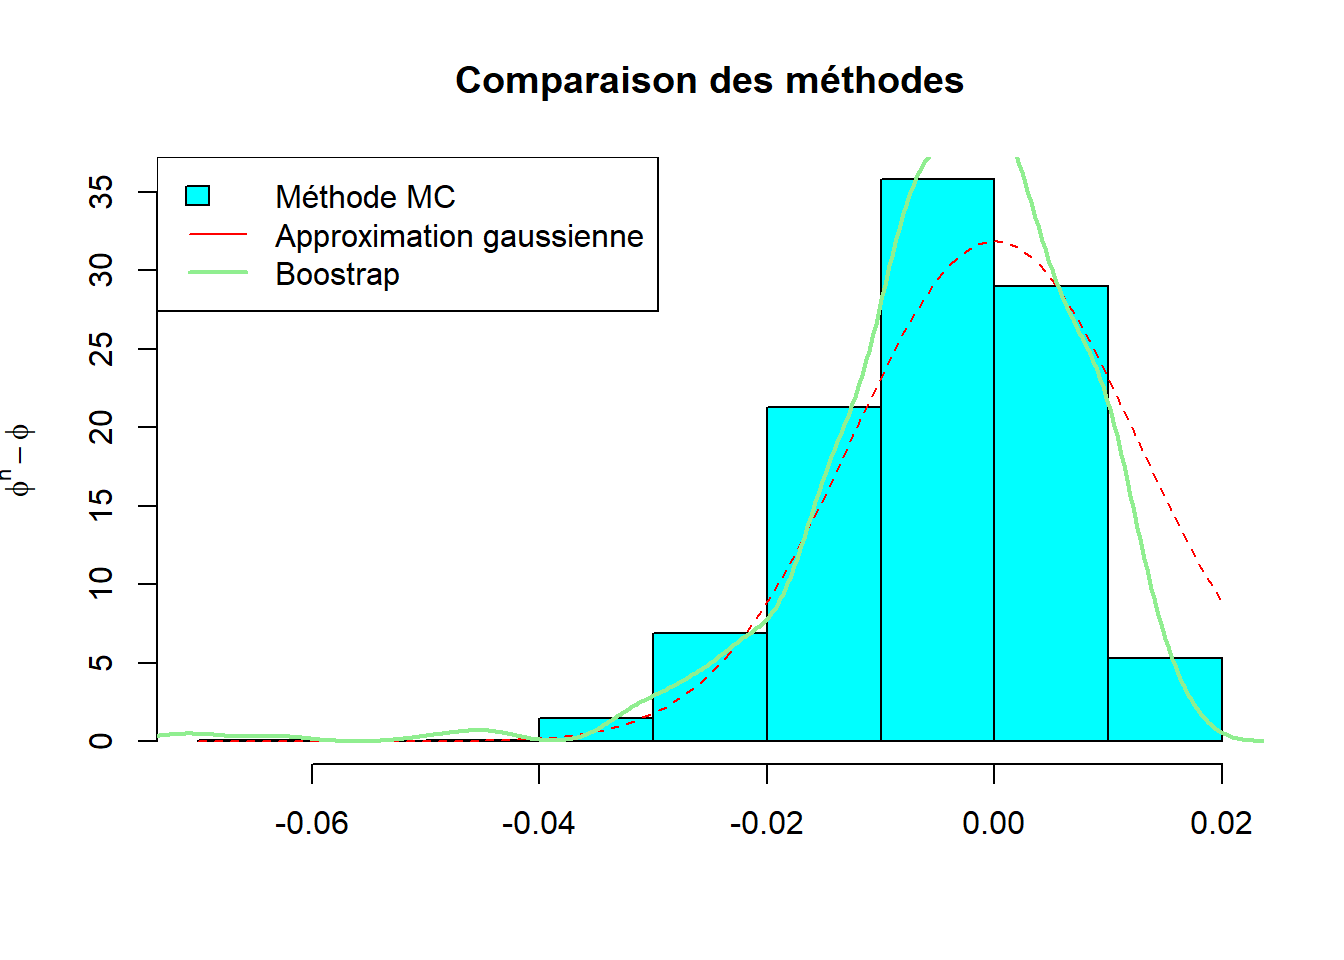 Comparaison des méthodes
Méthode MC
Approximation gaussienne
Boostrap
35
30
25
20
15
10
5
0
ϕⁿ − ϕ
-0.06 -0.04 -0.02 0.00 0.02